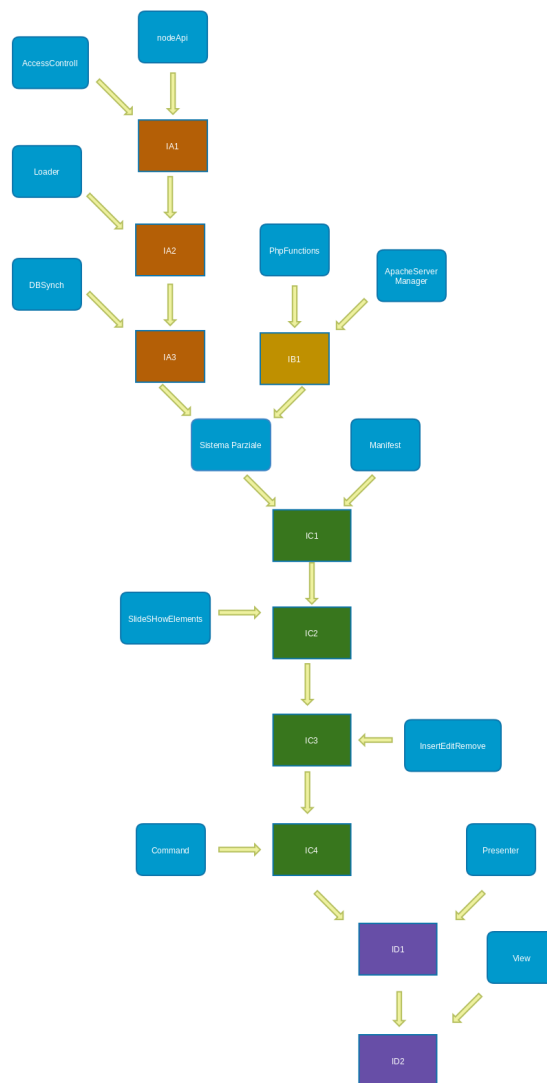 nodeApi
AccessControll
IA1
Loader
IA2
PhpFunctions
ApacheServer
Manager
DBSynch
IA3
IB1
Sistema Parziale
Manifest
IC1
SlideSHowElements
IC2
IC3
InsertEditRemove
Command
IC4
Presenter
ID1
View
ID2